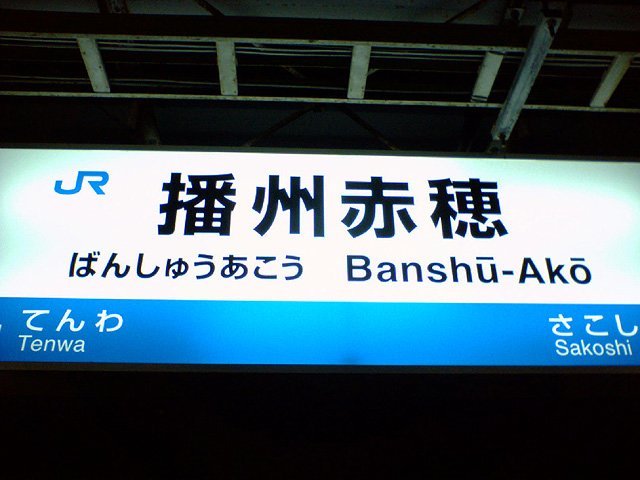 JR 播州赤穂
ばんしゅうあこう Banshū-Akō
てんわ さこし
Tenwa Sakoshi